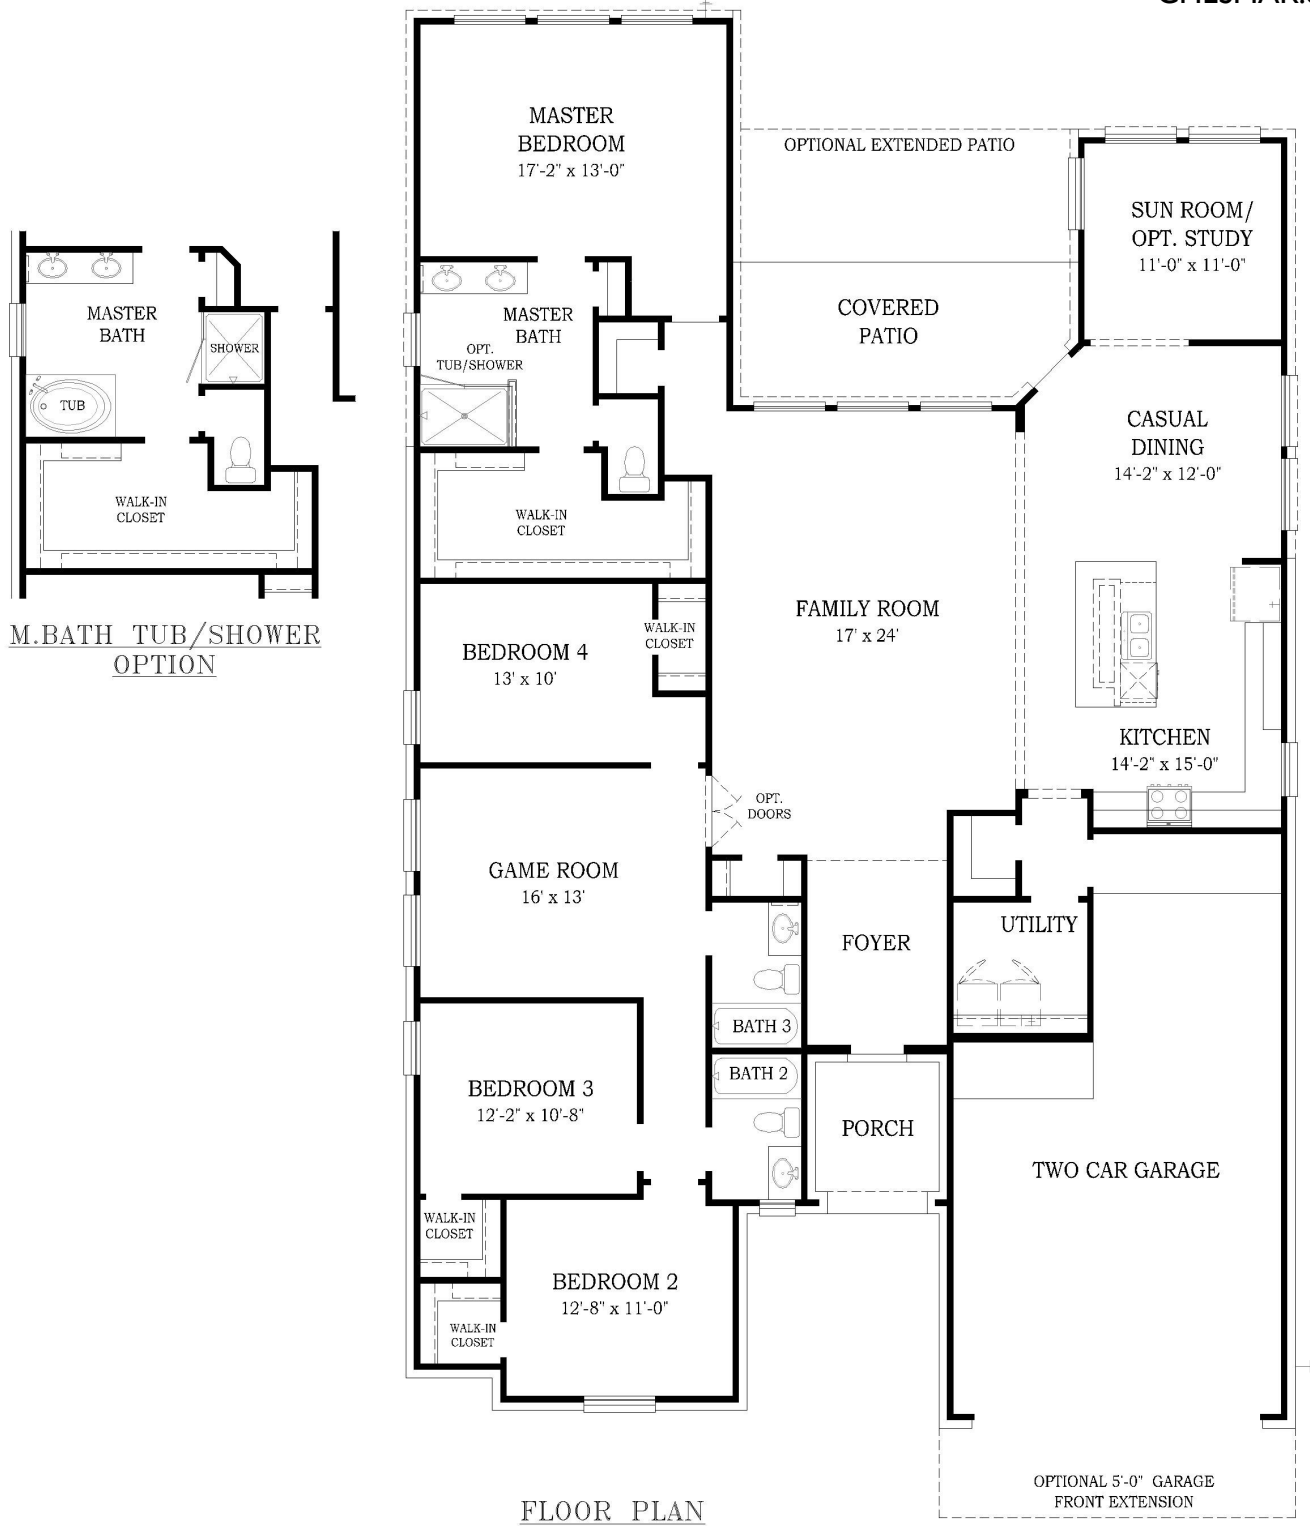 MASTER
BEDROOM
17'-2" x 13'-0"
OPTIONAL EXTENDED PATIO
SUN ROOM/
OPT. STUDY
11'-0" x 11'-0"
COVERED
PATIO
MASTER
BATH
SHOWER
TUB
WALK-IN
CLOSET
M.BATH TUB/SHOWER
OPTION
MASTER
BATH
OPT.
TUB/SHOWER
WALK-IN
CLOSET
CASUAL
DINING
14'-2" x 12'-0"
FAMILY ROOM
17' x 24'
BEDROOM 4
13' x 10'
WALK-IN
CLOSET
KITCHEN
14'-2" x 15'-0"
OPT.
DOORS
GAME ROOM
16' x 13'
FOYER
UTILITY
BATH 3
BATH 2
BEDROOM 3
12'-2" x 10'-8"
PORCH
TWO CAR GARAGE
WALK-IN
CLOSET
BEDROOM 2
12'-8" x 11'-0"
WALK-IN
CLOSET
OPTIONAL 5'-0" GARAGE
FRONT EXTENSION
FLOOR PLAN